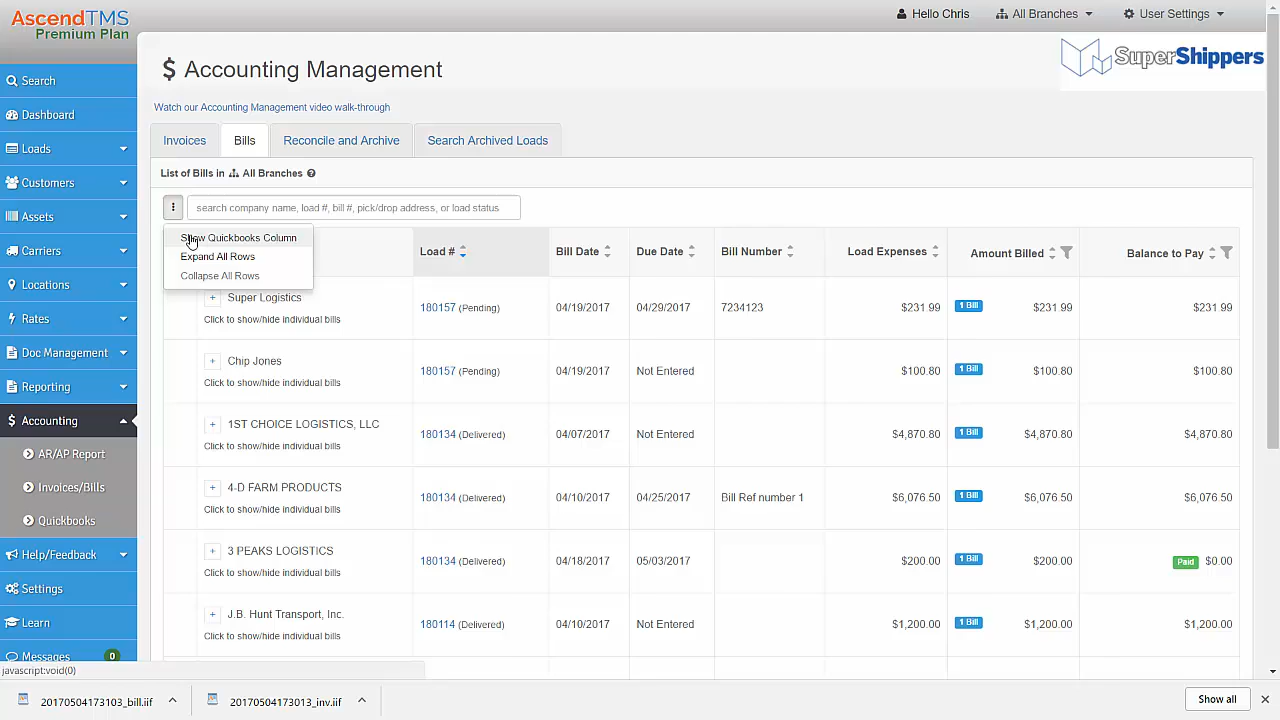 AscendTMS
Premium Plan
Hello Chris
All Branches
User Settings
SuperShippers
Search
Dashboard
Loads
Customers
Assets
Carriers
Locations
Rates
Doc Management
Reporting
$ Accounting
AR/AP Report
Invoices/Bills
Quickbooks
Help/Feedback
Settings
Learn
Messages 0
$ Accounting Management
Watch our Accounting Management video walk-through
Invoices Bills Reconcile and Archive Search Archived Loads
List of Bills in All Branches
search company name, load #, bill #, pick/drop address, or load status
Show Quickbooks Column
Expand All Rows
Collapse All Rows
Load # Bill Date Due Date Bill Number Load Expenses Amount Billed Balance to Pay
+ Super Logistics 180157 (Pending) 04/19/2017 04/29/2017 7234123 $231.99 1 Bill $231.99 $231.99
Click to show/hide individual bills
+ Chip Jones 180157 (Pending) 04/19/2017 Not Entered $100.80 1 Bill $100.80 $100.80
Click to show/hide individual bills
+ 1ST CHOICE LOGISTICS, LLC 180134 (Delivered) 04/07/2017 Not Entered $4,870.80 1 Bill $4,870.80 $4,870.80
Click to show/hide individual bills
+ 4-D FARM PRODUCTS 180134 (Delivered) 04/10/2017 04/25/2017 Bill Ref number 1 $6,076.50 1 Bill $6,076.50 $6,076.50
Click to show/hide individual bills
+ 3 PEAKS LOGISTICS 180134 (Delivered) 04/18/2017 05/03/2017 $200.00 1 Bill $200.00 Paid $0.00
Click to show/hide individual bills
+ J.B. Hunt Transport, Inc. 180114 (Delivered) 04/10/2017 Not Entered $1,200.00 1 Bill $1,200.00 $1,200.00
Click to show/hide individual bills
javascript:void(0)
20170504173103_bill.iif 20170504173013_inv.iif Show all